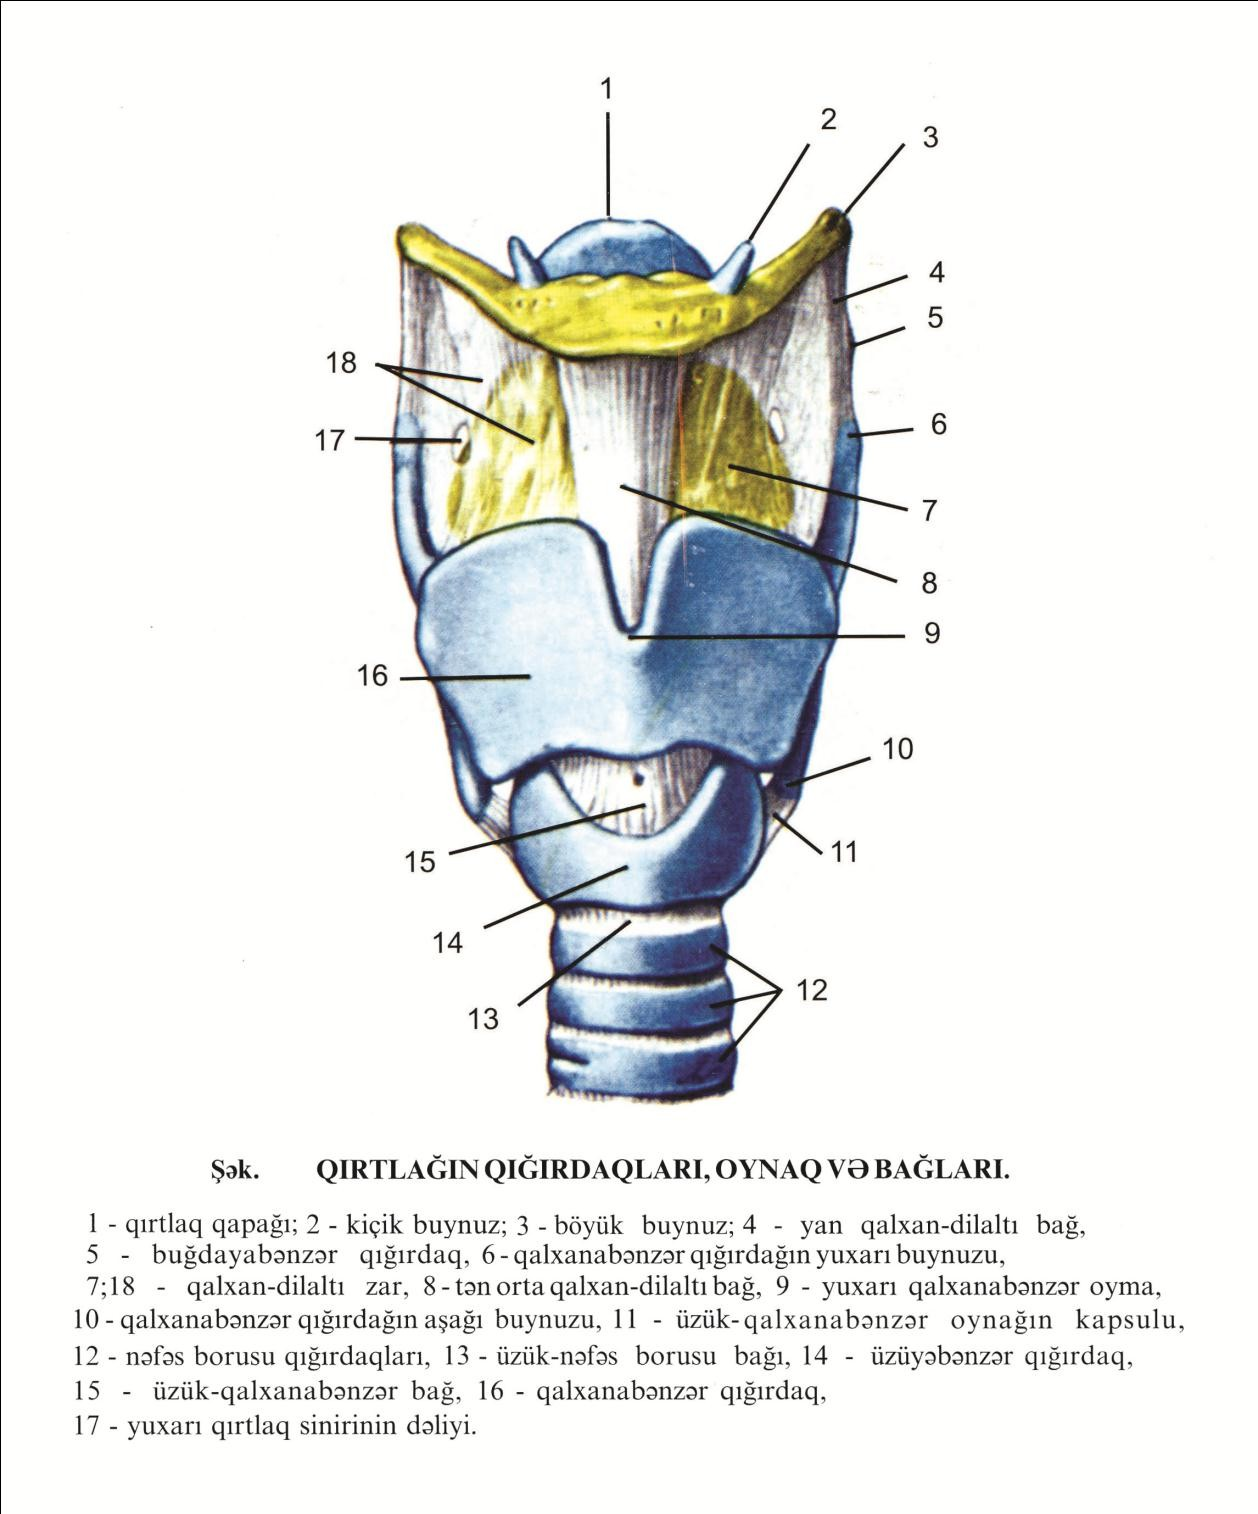 1
2
3
4
5
18
6
17
7
8
9
16
10
11
15
14
12
13
Şək. QIRTLAĞIN QIĞIRDAQLARI, OYNAQ VƏ BAĞLARI.
1 - qırtlaq qapağı; 2 - kiçik buynuz; 3 - böyük buynuz; 4 - yan qalxan-dilaltı bağ,
5 - buğdayabənzər qığırdaq, 6 - qalxanabənzər qığırdağın yuxarı buynuzu,
7;18 - qalxan-dilaltı zar, 8 - tən orta qalxan-dilaltı bağ, 9 - yuxarı qalxanabənzər oyma,
10 - qalxanabənzər qığırdağın aşağı buynuzu, 11 - üzük-qalxanabənzər oynağın kapsulu,
12 - nəfəs borusu qığırdaqları, 13 - üzük-nəfəs borusu bağı, 14 - üzüyəbənzər qığırdaq,
15 - üzük-qalxanabənzər bağ, 16 - qalxanabənzər qığırdaq,
17 - yuxarı qırtlaq sinirinin dəliyi.